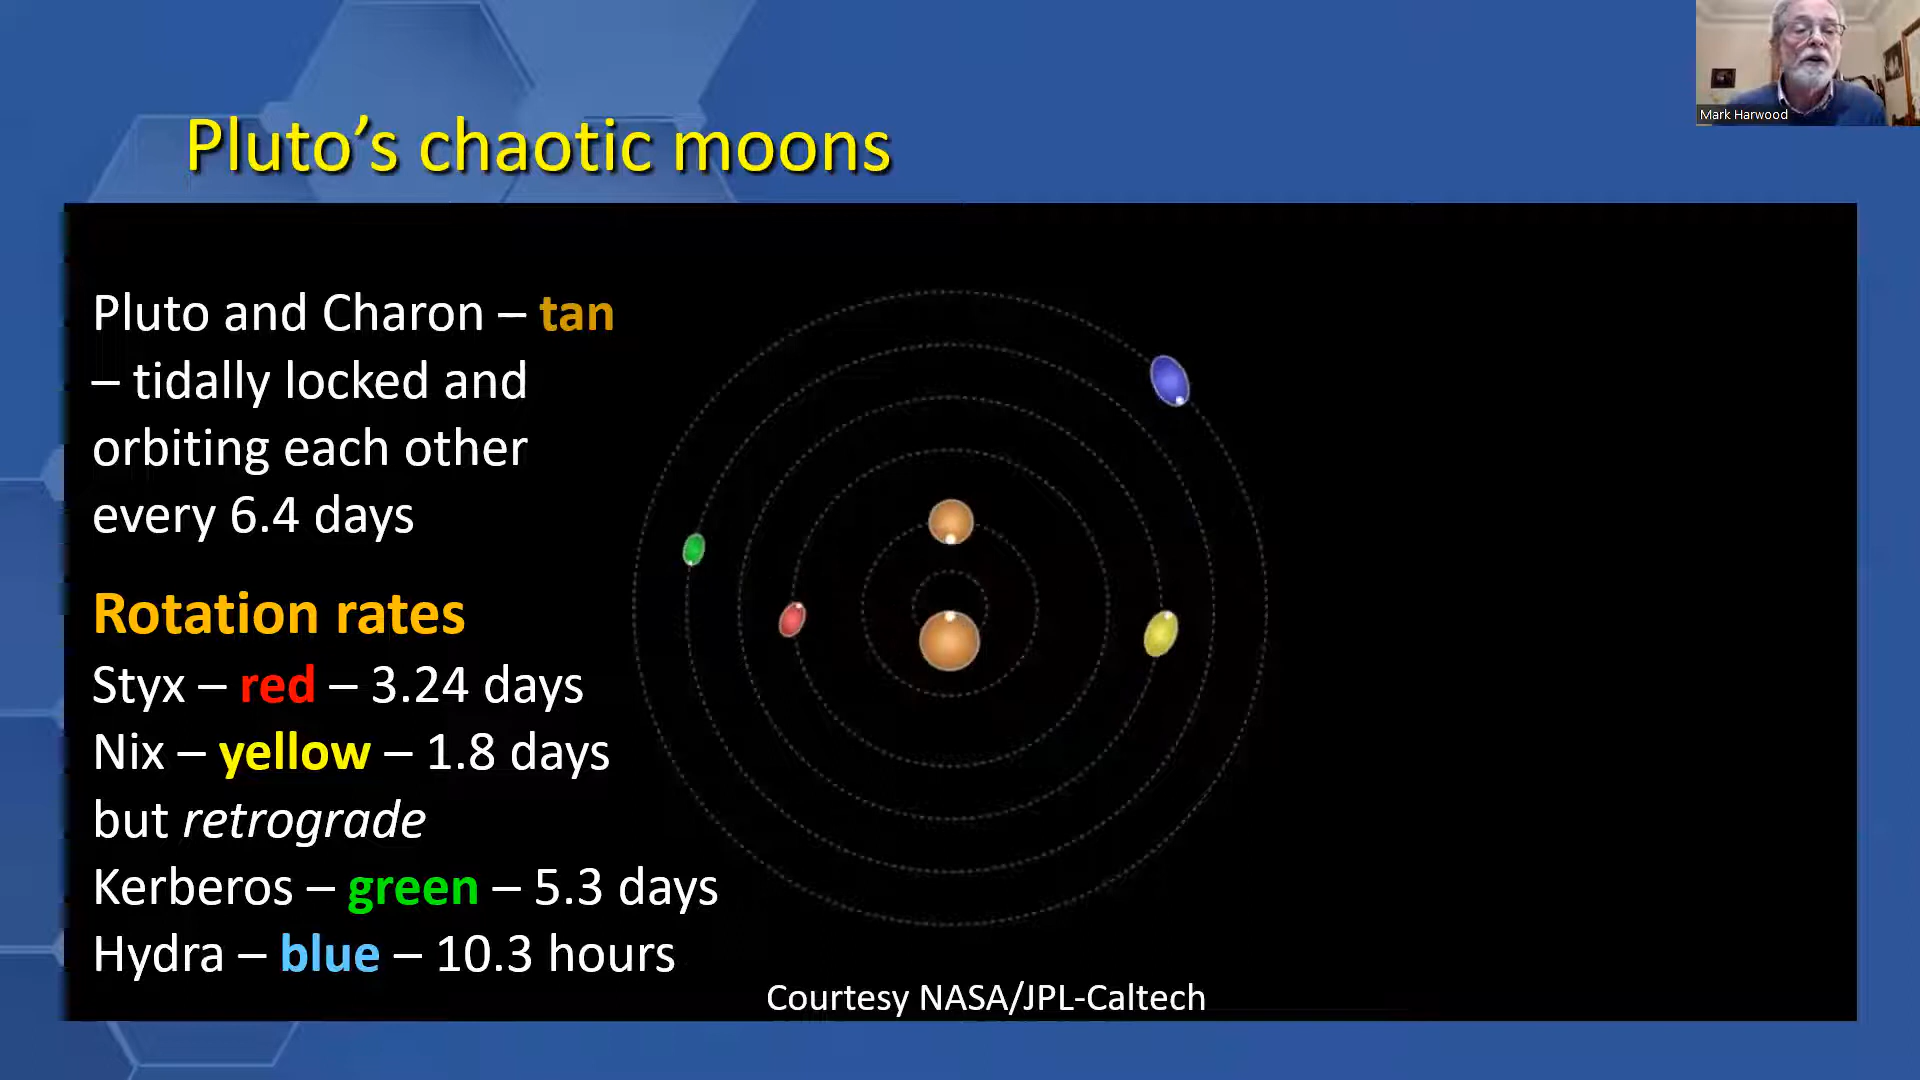 Mark Harwood
Pluto's chaotic moons
Pluto and Charon – tan
– tidally locked and
orbiting each other
every 6.4 days
Rotation rates
Styx – red – 3.24 days
Nix – yellow – 1.8 days
but retrograde
Kerberos – green – 5.3 days
Hydra – blue – 10.3 hours
Courtesy NASA/JPL-Caltech